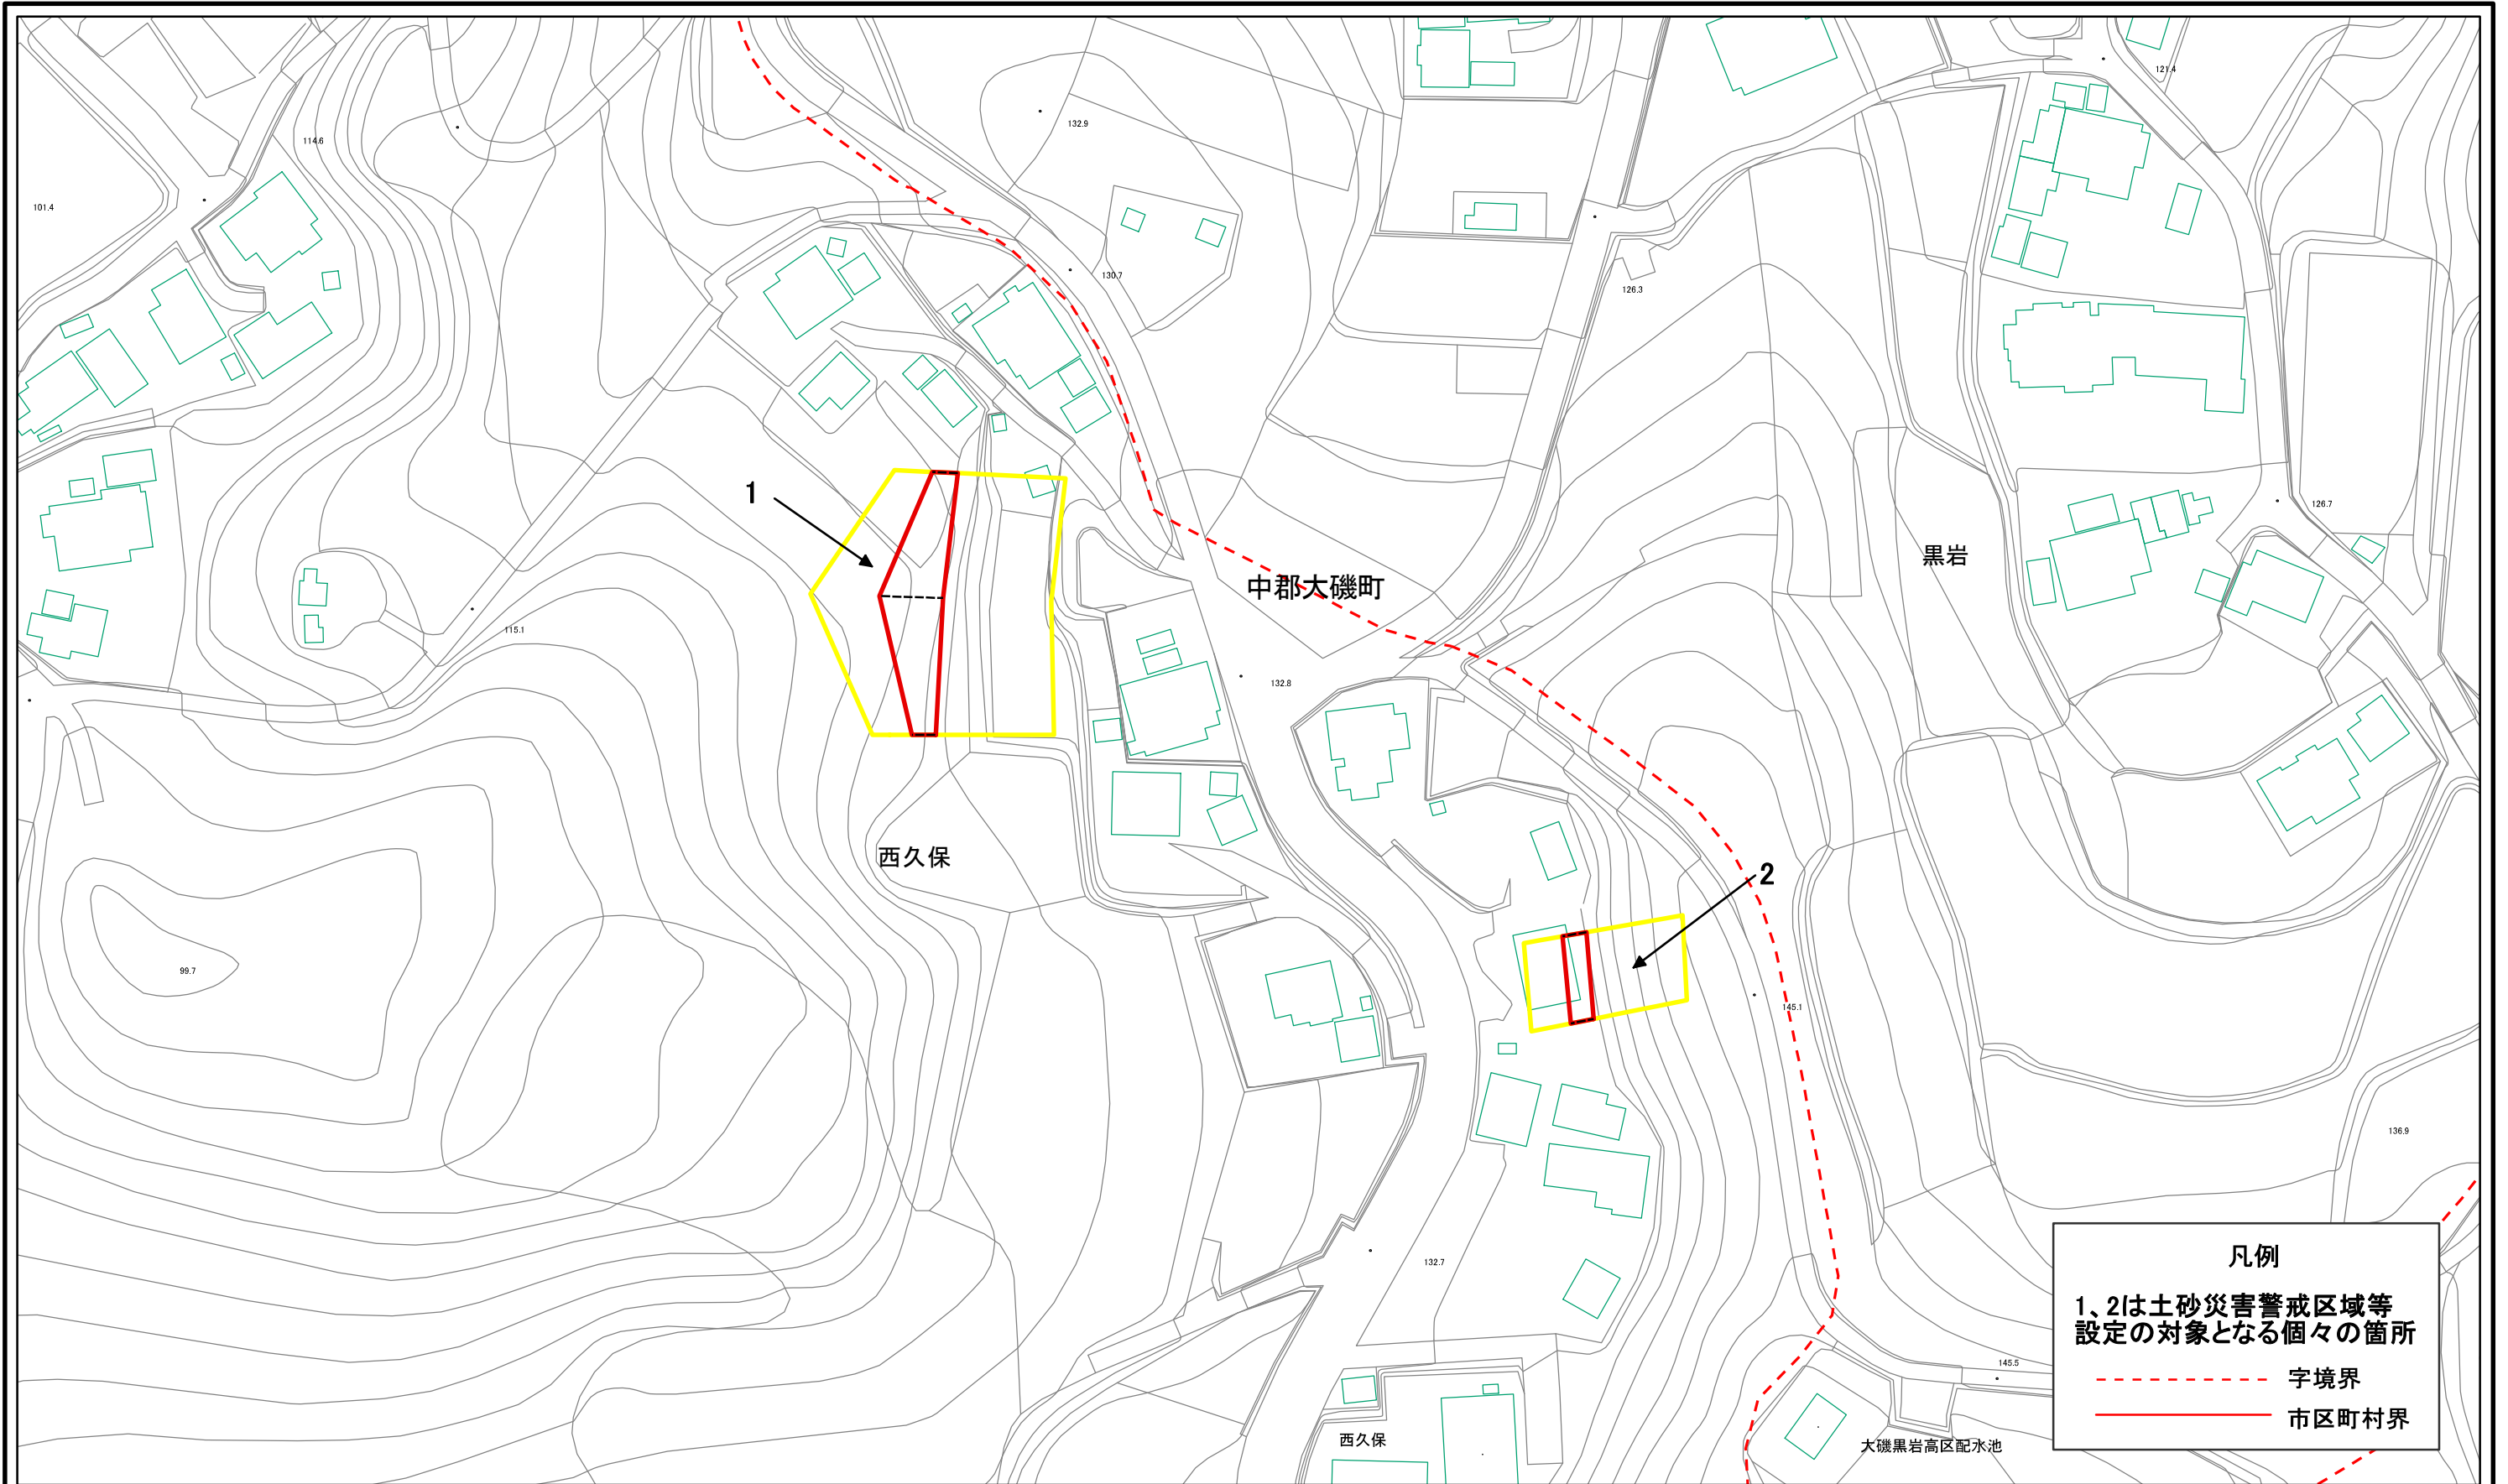 121.4
132.9
114.6
101.4
130.7
126.3
1
126.7
黒岩
中郡大磯町
115.1
132.8
西久保
2
99.7
145.1
136.9
凡例
132.7
1、2は土砂災害警戒区域等
設定の対象となる個々の箇所
145.5
字境界
市区町村界
西久保
大磯黒岩高区配水池